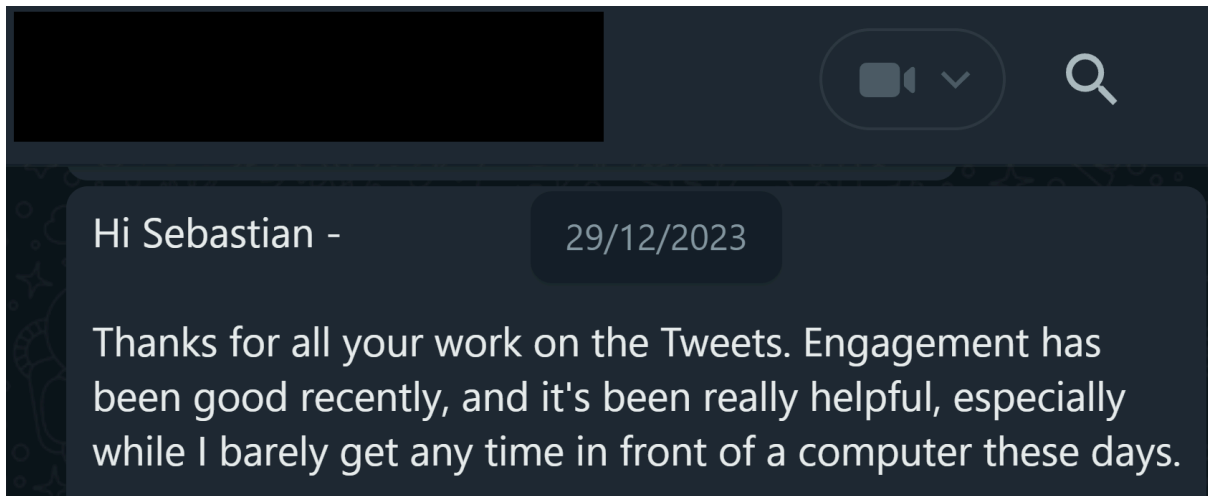 Hi Sebastian -
29/12/2023
Thanks for all your work on the Tweets. Engagement has
been good recently, and it's been really helpful, especially
while I barely get any time in front of a computer these days.